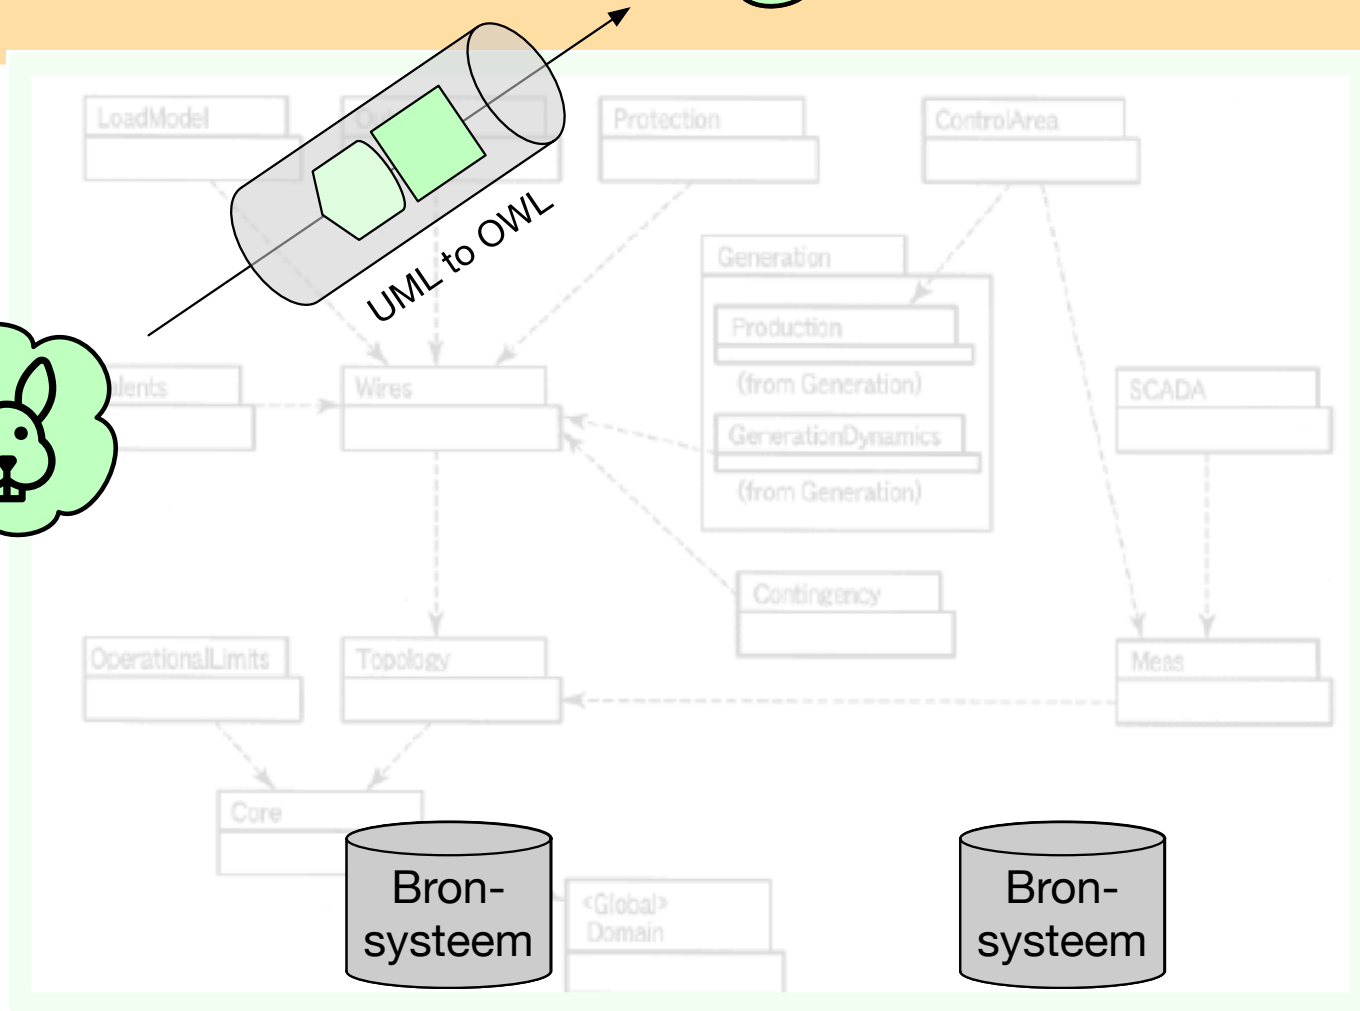 LoadModel
Protection
ControlArea
UML to OWL
Generation
Production
(from Generation)
GenerationDynamics
(from Generation)
alents
Wires
SCADA
Contingency
OperationalLimits
Topology
Meas
Core
Bron-
systeem
«Global»
Domain
Bron-
systeem